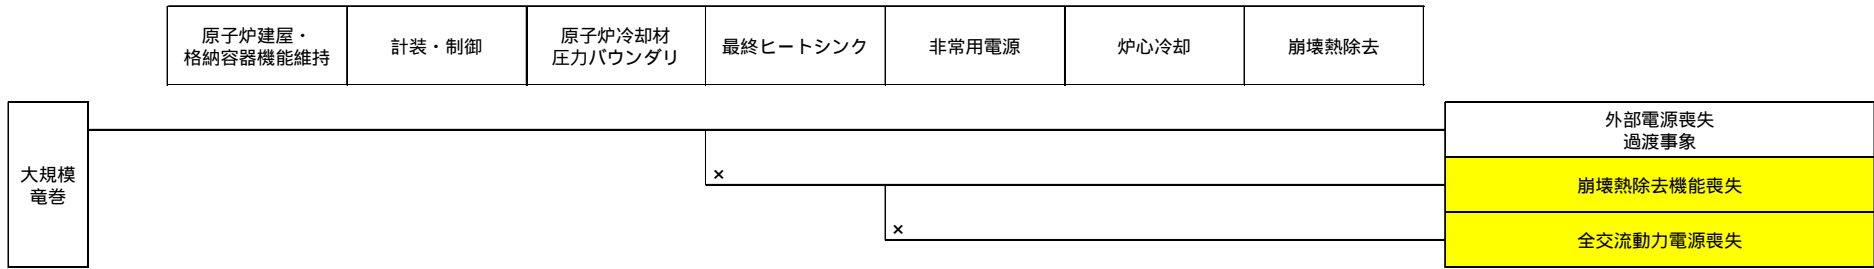 原子炉建屋・
格納容器機能維持
計装・制御
原子炉冷却材
圧力バウンダリ
最終ヒートシンク
非常用電源
炉心冷却
崩壊熱除去
大規模
竜巻
外部電源喪失
過渡事象
×
崩壊熱除去機能喪失
×
全交流動力電源喪失